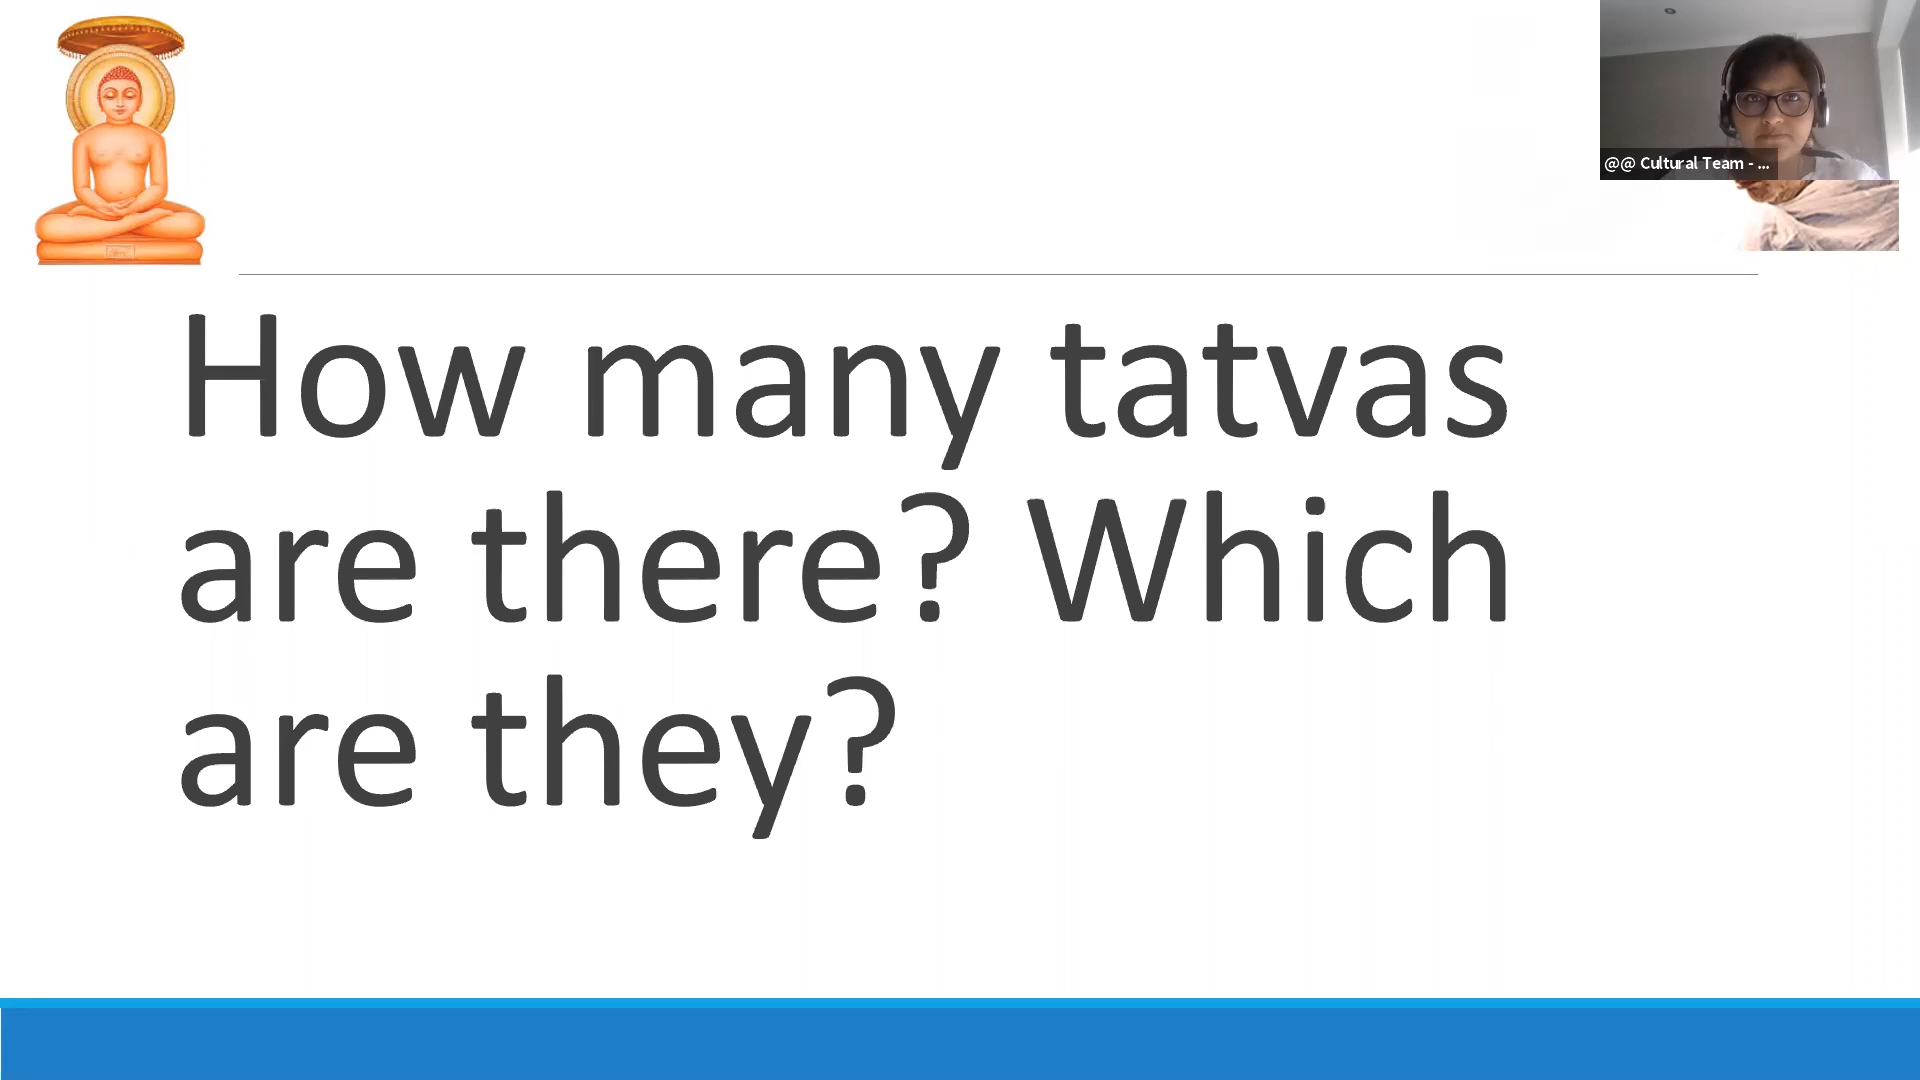 @@ Cultural Team - ...
How many tatvas
are there? Which
are they?